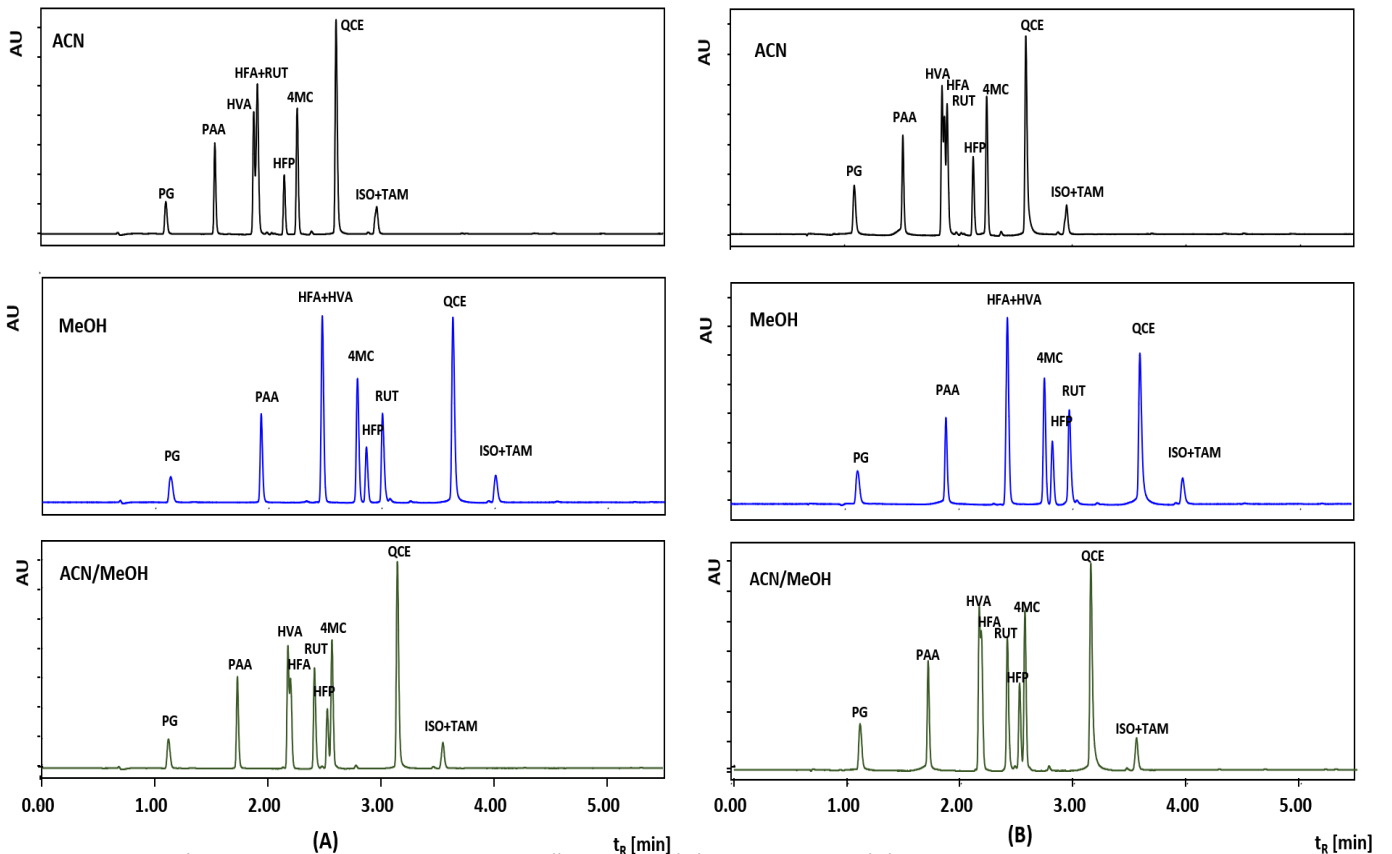 AU
ACN
PG
PAA
HVA
HFA+RUT
HFP
4MC
QCE
ISO+TAM
AU
MeOH
PG
PAA
HFA+HVA
4MC
HFP
RUT
QCE
ISO+TAM
AU
ACN/MeOH
PG
PAA
HVA
HFA
RUT
HFP
4MC
QCE
ISO+TAM
0.00 1.00 2.00 3.00 4.00 5.00
(A)
tR [min]
AU
ACN
PG
PAA
HVA
HFA
RUT
HFP
4MC
QCE
ISO+TAM
AU
MeOH
PG
PAA
HFA+HVA
4MC
HFP
RUT
QCE
ISO+TAM
AU
ACN/MeOH
PG
PAA
HVA
HFA
RUT
HFP
4MC
QCE
ISO+TAM
0.00 1.00 2.00 3.00 4.00 5.00
(B)
tR [min]